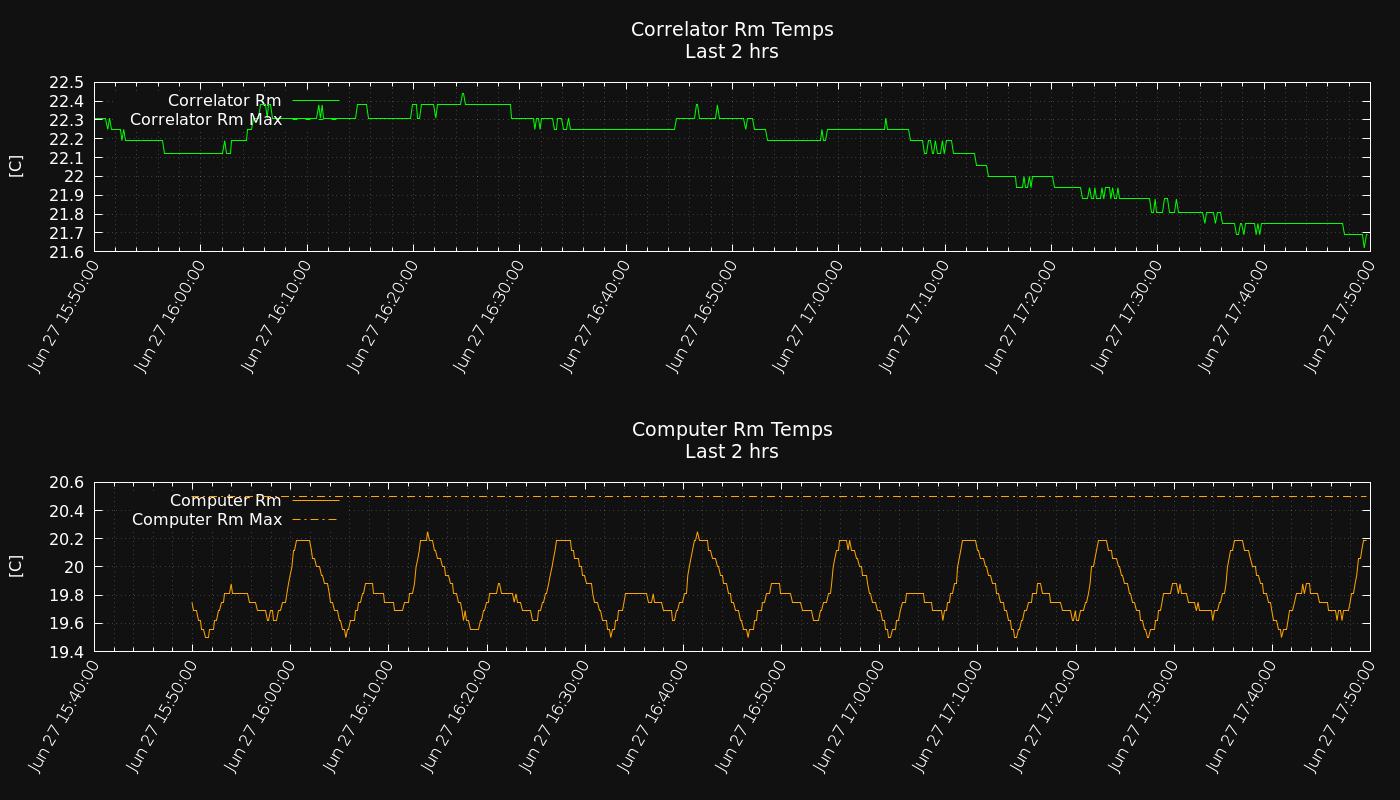 Correlator Rm Temps
Last 2 hrs
22.5
22.4
22.3
22.2
22.1
22
21.9
21.8
21.7
21.6
[C]
Correlator Rm
Correlator Rm Max
Jun 27 15:50:00
Jun 27 16:00:00
Jun 27 16:10:00
Jun 27 16:20:00
Jun 27 16:30:00
Jun 27 16:40:00
Jun 27 16:50:00
Jun 27 17:00:00
Jun 27 17:10:00
Jun 27 17:20:00
Jun 27 17:30:00
Jun 27 17:40:00
Jun 27 17:50:00
Computer Rm Temps
Last 2 hrs
20.6
20.4
20.2
20
19.8
19.6
19.4
[C]
Computer Rm
Computer Rm Max
Jun 27 15:40:00
Jun 27 15:50:00
Jun 27 16:00:00
Jun 27 16:10:00
Jun 27 16:20:00
Jun 27 16:30:00
Jun 27 16:40:00
Jun 27 16:50:00
Jun 27 17:00:00
Jun 27 17:10:00
Jun 27 17:20:00
Jun 27 17:30:00
Jun 27 17:40:00
Jun 27 17:50:00